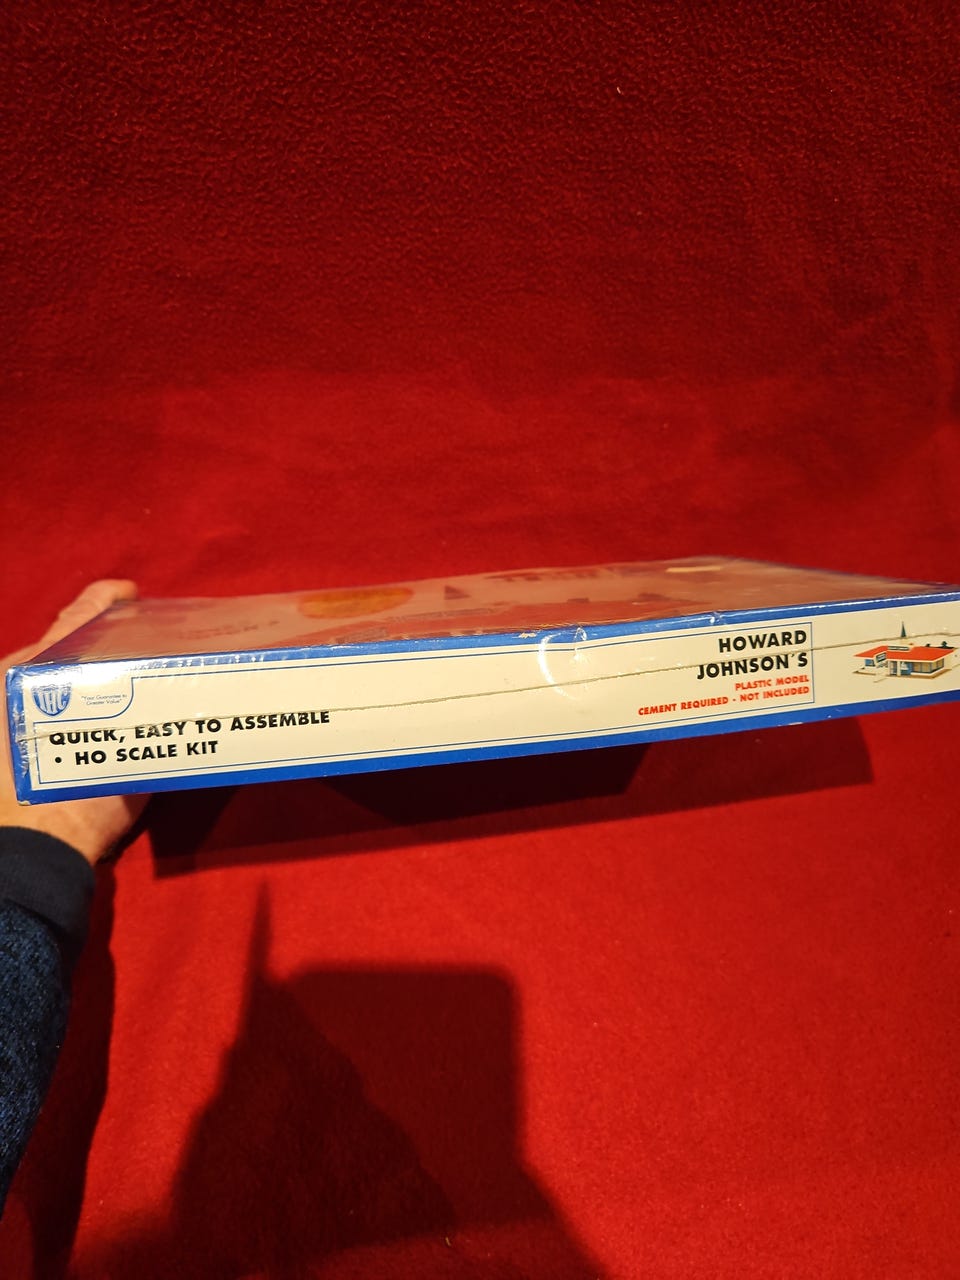 IHC
"Your Guarantee to
Greater Value"
QUICK, EASY TO ASSEMBLE
• HO SCALE KIT
HOWARD
JOHNSON'S
PLASTIC MODEL
CEMENT REQUIRED - NOT INCLUDED